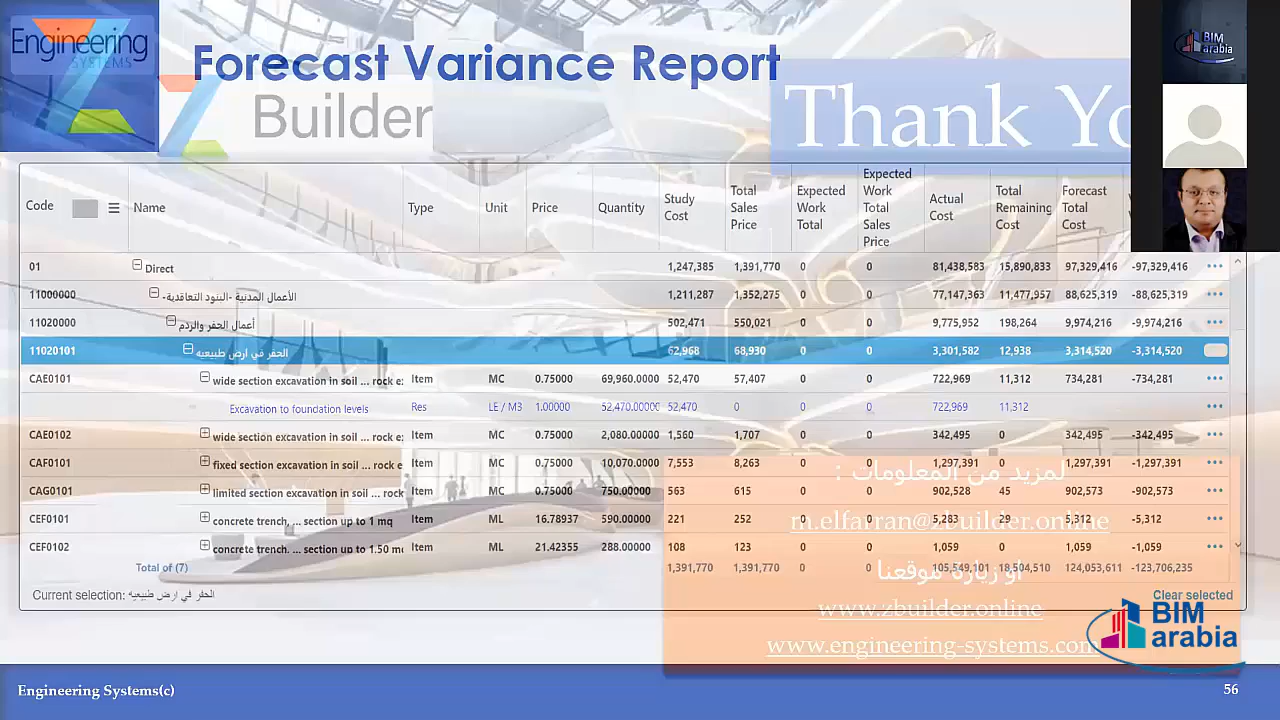 Engineering
SYSTEMS
Forecast Variance Report
Builder
Thank Yo
BIM
arabia
Code Name Type Unit Price Quantity Study Cost Total Sales Price Expected Work Total Expected Work Total Sales Price Actual Cost Total Remaining Cost Forecast Total Cost
01 Direct 1,247,385 1,391,770 0 0 81,438,583 15,890,833 97,329,416 -97,329,416
11000000 الأعمال المدنية -البنود التعاقدية- 1,211,287 1,352,275 0 0 77,147,363 11,477,957 88,625,319 -88,625,319
11020000 أعمال الحفر والردم 502,471 550,021 0 0 9,775,952 198,264 9,974,216 -9,974,216
11020101 الحفر في ارض طبيعيه 62,968 68,930 0 0 3,301,582 12,938 3,314,520 -3,314,520
CAE0101 wide section excavation in soil ... rock e: Item MC 0.75000 69,960.0000 52,470 57,407 0 0 722,969 11,312 734,281 -734,281
Excavation to foundation levels Res LE / M3 1.00000 52,470.0000 52,470 0 0 0 722,969 11,312
CAE0102 wide section excavation in soil ... rock e: Item MC 0.75000 2,080.00000 1,560 1,707 0 0 342,495 0 342,495 -342,495
CAF0101 fixed section excavation in soil ... rock e Item MC 0.75000 10,070.0000 7,553 8,263 0 0 1,297,391 0 1,297,391 -1,297,391
CAG0101 limited section excavation in soil ... rock Item MC 0.75000 750.00000 563 615 0 0 902,528 45 902,573 -902,573
CEF0101 concrete trench, ... section up to 1 mq Item ML 16.78937 590.00000 221 252 0 0 5,283 29 5,312 -5,312
CEF0102 concrete trench. ... section up to 1.50 m Item ML 21.42355 288.00000 108 123 0 0 1,059 0 1,059 -1,059
Total of (7) 1,391,770 1,391,770 0 0 105,549,101 18,504,510 124,053,611 -123,706,235
Current selection: الحفر في ارض طبيعيه
Clear selected
لمزيد من المعلومات :
m.elfarran@zbuilder.online
او زيارة موقعنا
www.zbuilder.online
www.engineering-systems.com
BIM
arabia
Engineering Systems(c)
56